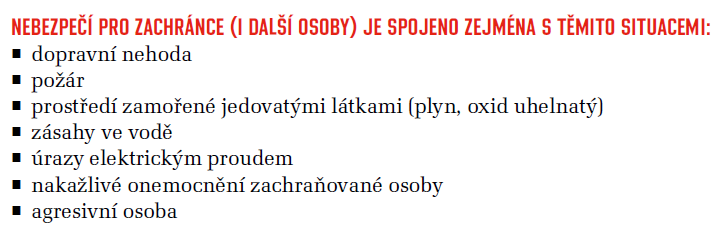 NEBEZPEČÍ PRO ZACHRÁNCE (I DALŠÍ OSOBY) JE SPOJENO ZEJMÉNA S TĚMITO SITUACEMI:
▪ dopravní nehoda
▪ požár
▪ prostředí zamořené jedovatými látkami (plyn, oxid uhelnatý)
▪ zásahy ve vodě
▪ úrazy elektrickým proudem
▪ nakažlivé onemocnění zachraňované osoby
▪ agresivní osoba